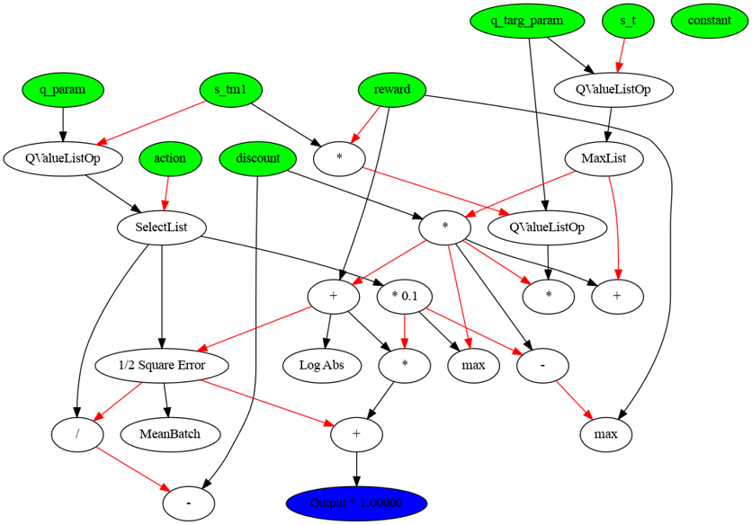 q_targ_param
s_t
constant
q_param
s_tm1
reward
QValueListOp
QValueListOp
action
discount
*
MaxList
SelectList
*
QValueListOp
+
* 0.1
*
+
1/2 Square Error
Log Abs
*
max
-
/
MeanBatch
+
max
-
Output * 1.00000